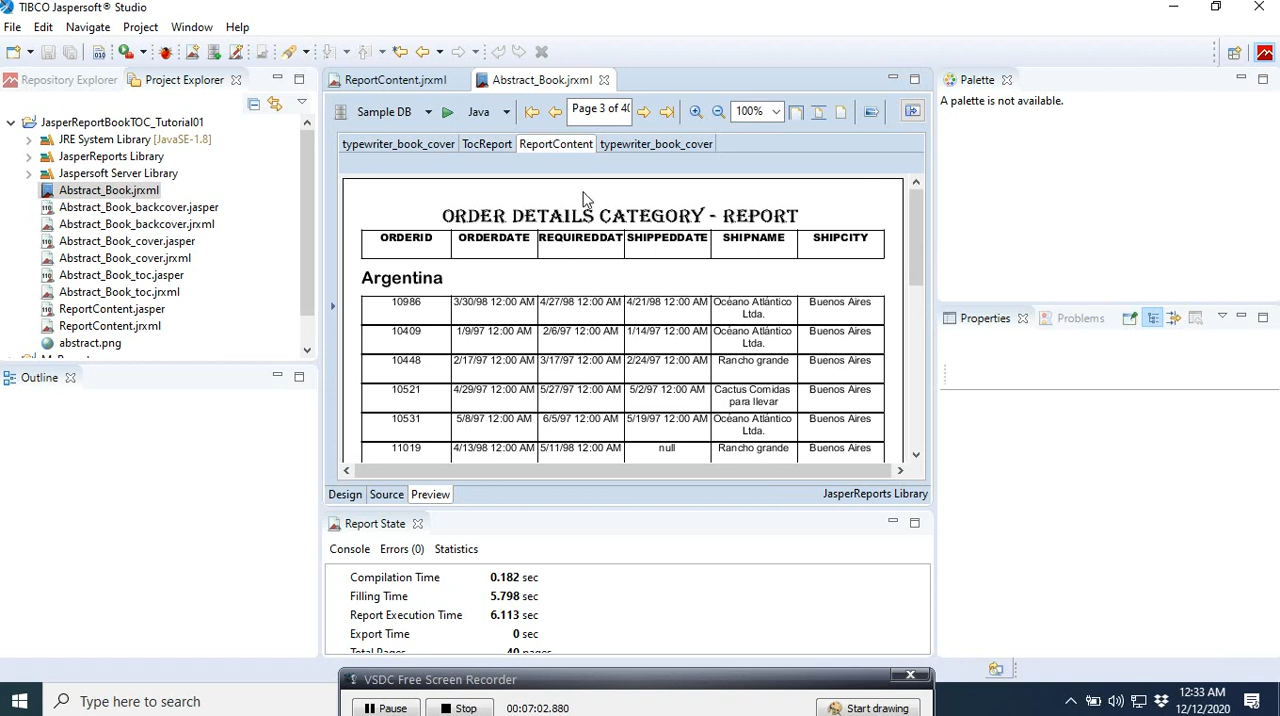 TIBCO Jaspersoft® Studio
File Edit Navigate Project Window Help
Repository Explorer Project Explorer
JasperReportBookTOC_Tutorial01
JRE System Library [JavaSE-1.8]
JasperReports Library
Jaspersoft Server Library
Abstract_Book.jrxml
Abstract_Book_backcover.jasper
Abstract_Book_backcover.jrxml
Abstract_Book_cover.jasper
Abstract_Book_cover.jrxml
Abstract_Book_toc.jasper
Abstract_Book_toc.jrxml
ReportContent.jasper
ReportContent.jrxml
abstract.png
Outline
ReportContent.jrxml Abstract_Book.jrxml
Sample DB Java Page 3 of 40 100%
typewriter_book_cover TocReport ReportContent typewriter_book_cover
ORDER DETAILS CATEGORY - REPORT
ORDERID ORDERDATE REQUIREDDAT SHIPPEDDATE SHIPNAME SHIPCITY
Argentina
10986 3/30/98 12:00 AM 4/27/98 12:00 AM 4/21/98 12:00 AM Océano Atlántico Ltda. Buenos Aires
10409 1/9/97 12:00 AM 2/6/97 12:00 AM 1/14/97 12:00 AM Océano Atlántico Ltda. Buenos Aires
10448 2/17/97 12:00 AM 3/17/97 12:00 AM 2/24/97 12:00 AM Rancho grande Buenos Aires
10521 4/29/97 12:00 AM 5/27/97 12:00 AM 5/2/97 12:00 AM Cactus Comidas para llevar Buenos Aires
10531 5/8/97 12:00 AM 6/5/97 12:00 AM 5/19/97 12:00 AM Océano Atlántico Ltda. Buenos Aires
11019 4/13/98 12:00 AM 5/11/98 12:00 AM null Rancho grande Buenos Aires
Design Source Preview JasperReports Library
Report State
Console Errors (0) Statistics
Compilation Time 0.182 sec
Filling Time 5.798 sec
Report Execution Time 6.113 sec
Export Time 0 sec
Total Pages 40 pages
Palette
A palette is not available.
Properties Problems
VSDC Free Screen Recorder
Pause Stop 00:07:02.880 Start drawing
Type here to search
12:33 AM
12/12/2020